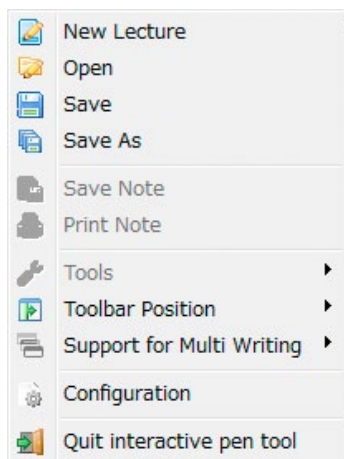 New Lecture
Open
Save
Save As
Save Note
Print Note
Tools
Toolbar Position
Support for Multi Writing
Configuration
Quit interactive pen tool